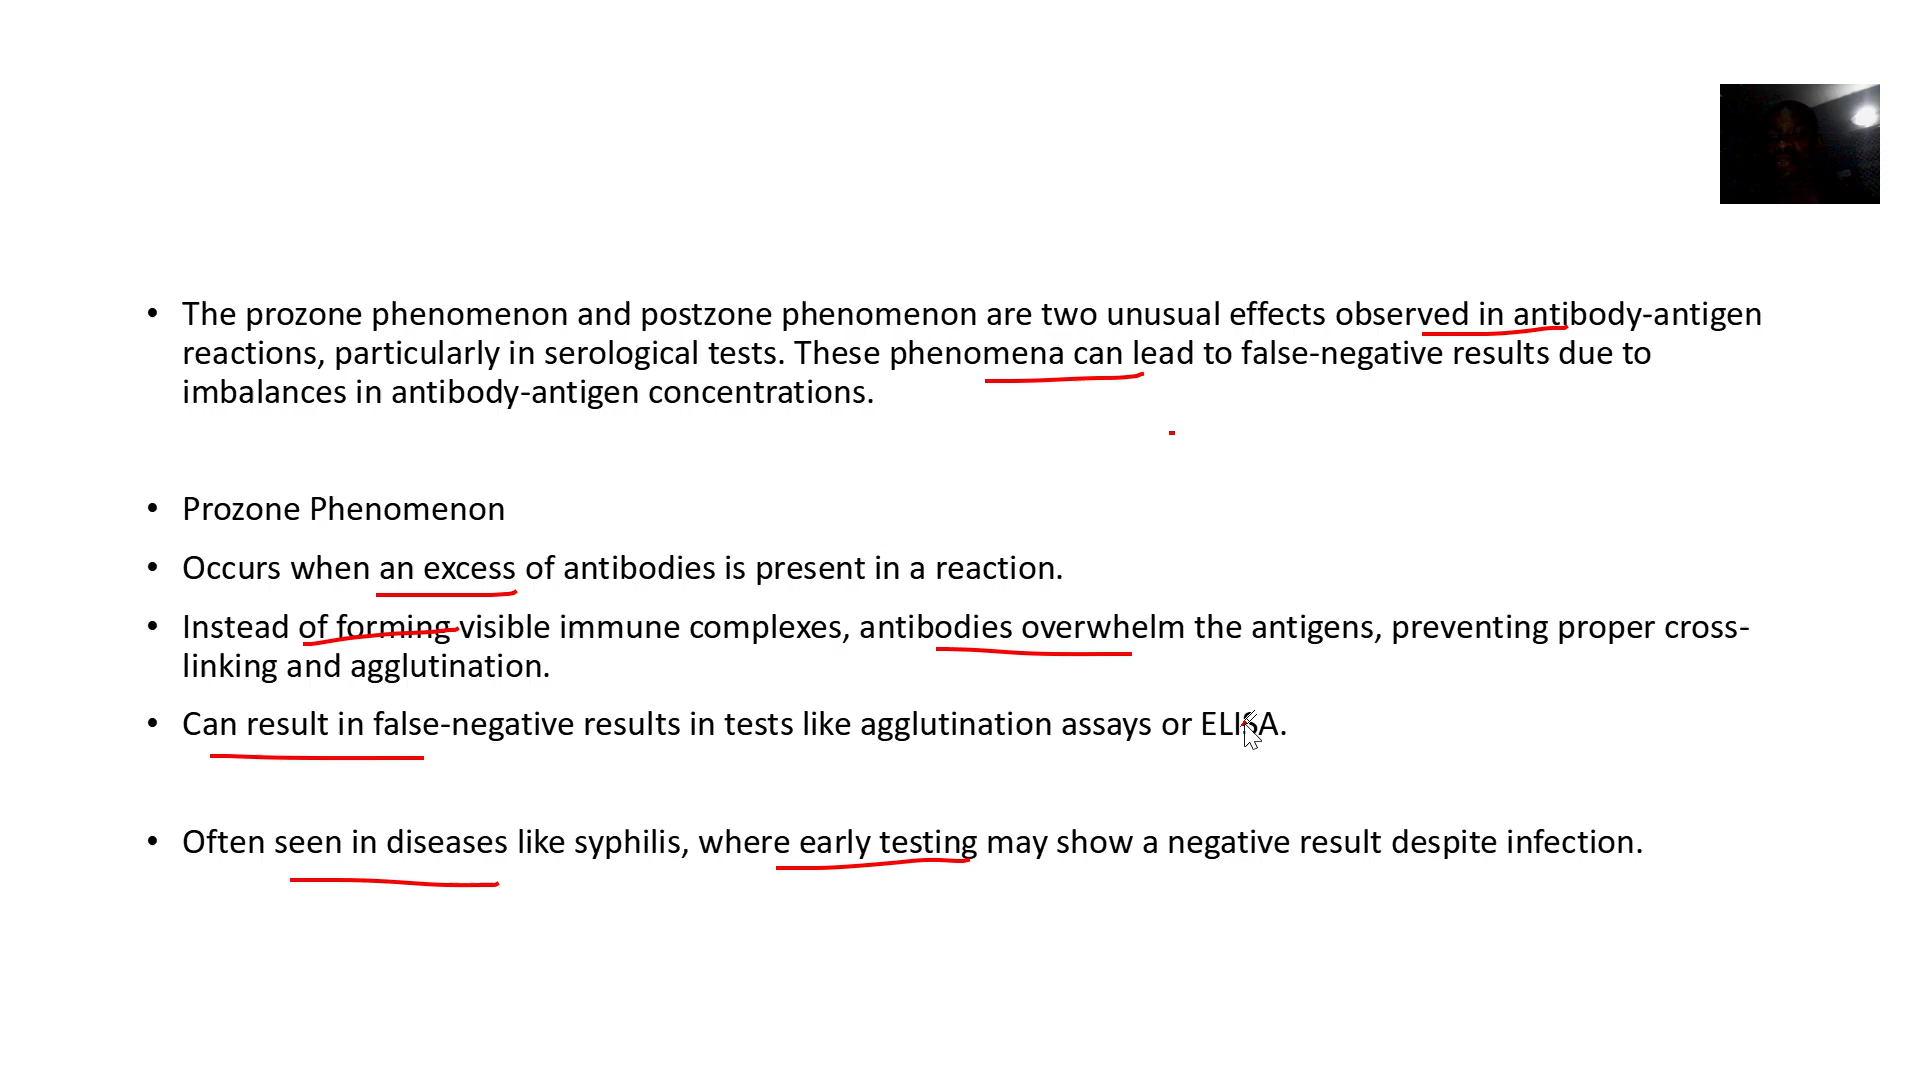 • The prozone phenomenon and postzone phenomenon are two unusual effects observed in antibody-antigen
reactions, particularly in serological tests. These phenomena can lead to false-negative results due to
imbalances in antibody-antigen concentrations.
• Prozone Phenomenon
• Occurs when an excess of antibodies is present in a reaction.
• Instead of forming visible immune complexes, antibodies overwhelm the antigens, preventing proper cross-
linking and agglutination.
• Can result in false-negative results in tests like agglutination assays or ELISA.
• Often seen in diseases like syphilis, where early testing may show a negative result despite infection.